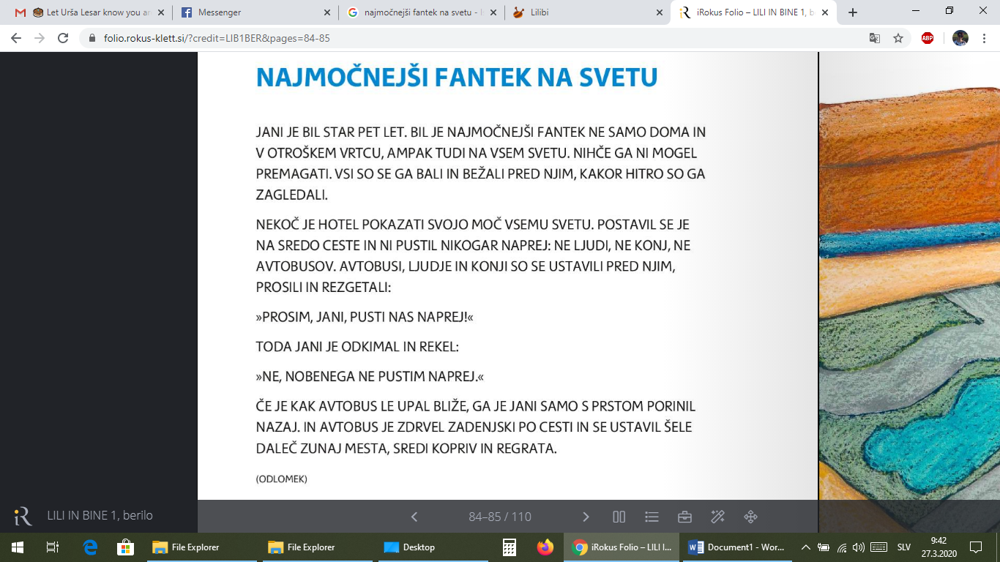 Let Urša Lesar know you ar
Messenger
najmočnejši fantek na svetu - 
Lilibi
iRokus Folio – LILI IN BINE 1, b
folio.rokus-klett.si/?credit=LIB1BER&pages=84-85
ABP
NAJMOČNEJŠI FANTEK NA SVETU
JANI JE BIL STAR PET LET. BIL JE NAJMOČNEJŠI FANTEK NE SAMO DOMA IN
V OTROŠKEM VRTCU, AMPAK TUDI NA VSEM SVETU. NIHČE GA NI MOGEL
PREMAGATI. VSI SO SE GA BALI IN BEŽALI PRED NJIM, KAKOR HITRO SO GA
ZAGLEDALI.
NEKOČ JE HOTEL POKAZATI SVOJO MOČ VSEMU SVETU. POSTAVIL SE JE
NA SREDO CESTE IN NI PUSTIL NIKOGAR NAPREJ: NE LJUDI, NE KONJ, NE
AVTOBUSOV. AVTOBUSI, LJUDJE IN KONJI SO SE USTAVILI PRED NJIM,
PROSILI IN REZGETALI:
»PROSIM, JANI, PUSTI NAS NAPREJ!«
TODA JANI JE ODKIMAL IN REKEL:
»NE, NOBENEGA NE PUSTIM NAPREJ.«
ČE JE KAK AVTOBUS LE UPAL BLIŽE, GA JE JANI SAMO S PRSTOM PORINIL
NAZAJ. IN AVTOBUS JE ZDRVEL ZADENJSKI PO CESTI IN SE USTAVIL ŠELE
DALEČ ZUNAJ MESTA, SREDI KOPRIV IN REGRATA.
(ODLOMEK)
iR LILI IN BINE 1, berilo
84–85 / 110
File Explorer
File Explorer
Desktop
iRokus Folio – LILI I...
Document1 - Wor...
SLV
9:42
27.3.2020